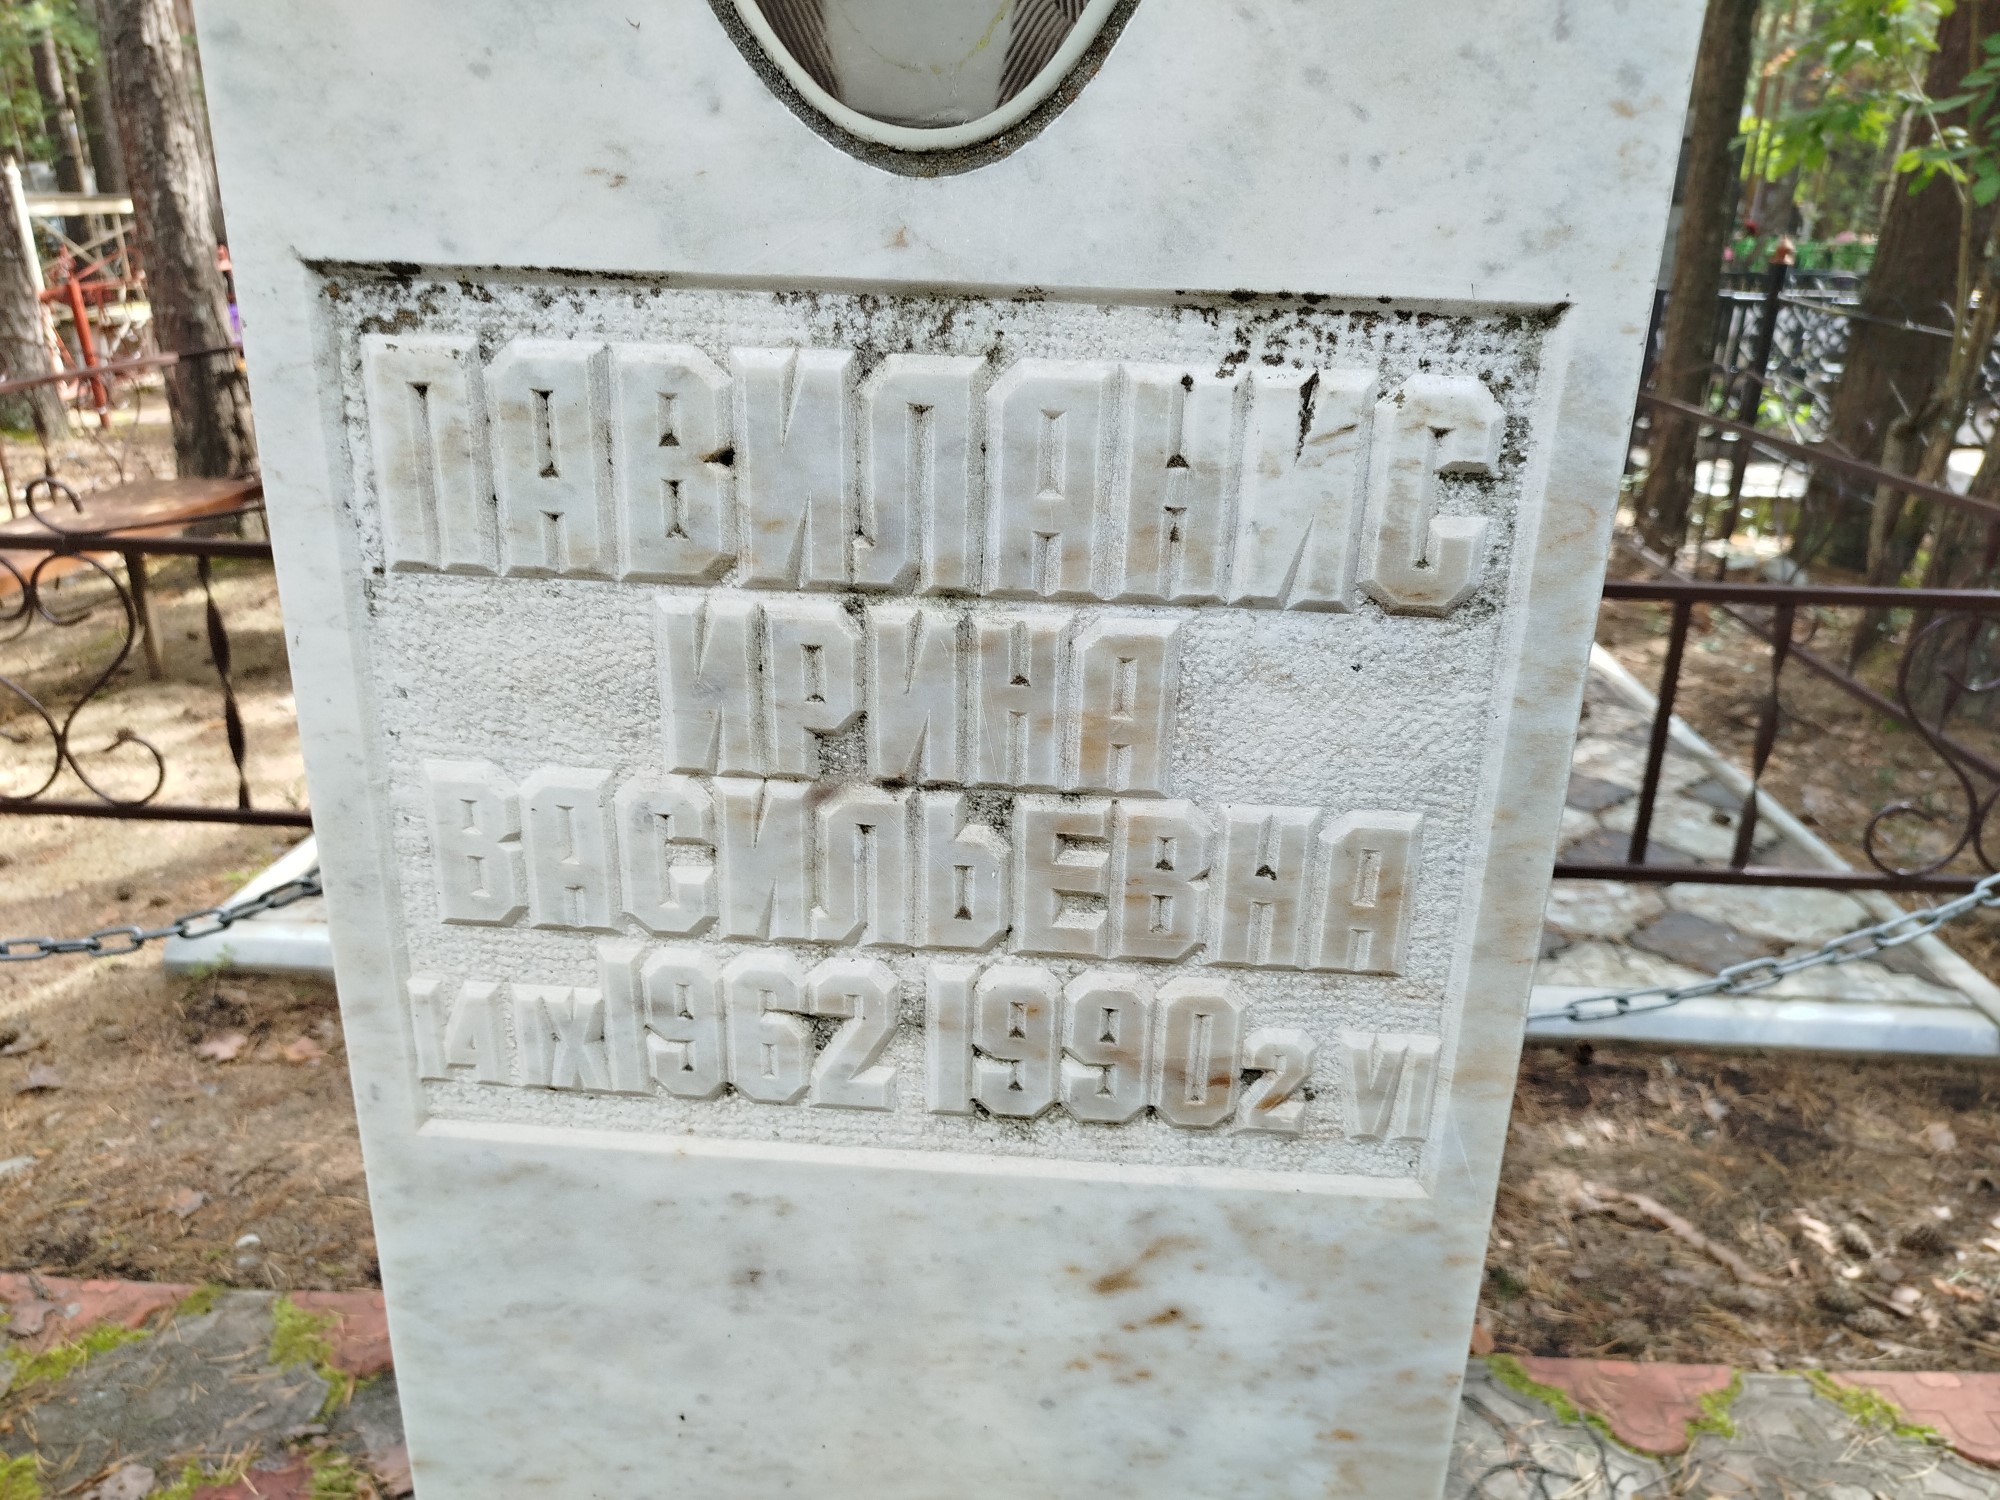 ПАВИЛАНИС
ИРИНА
ВАСИЛЬЕВНА
14 IX 1962 1990 2 VI